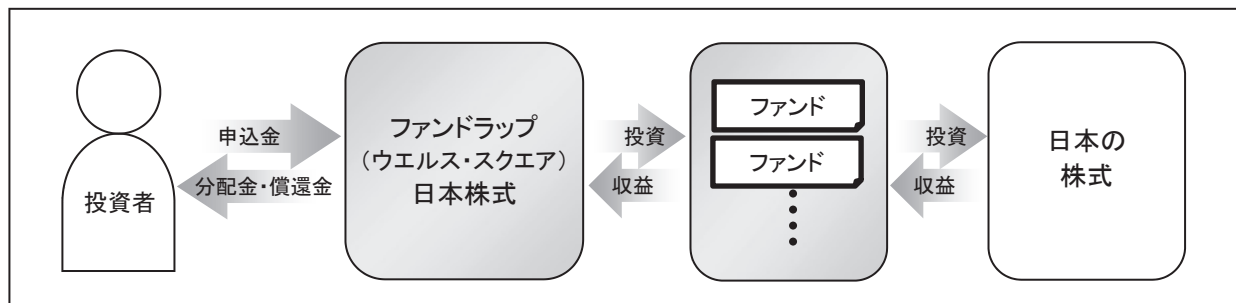 投資者
申込金
分配金・償還金
ファンドラップ
（ウエルス・スクエア）
日本株式
投資
収益
ファンド
ファンド
投資
収益
日本の
株式